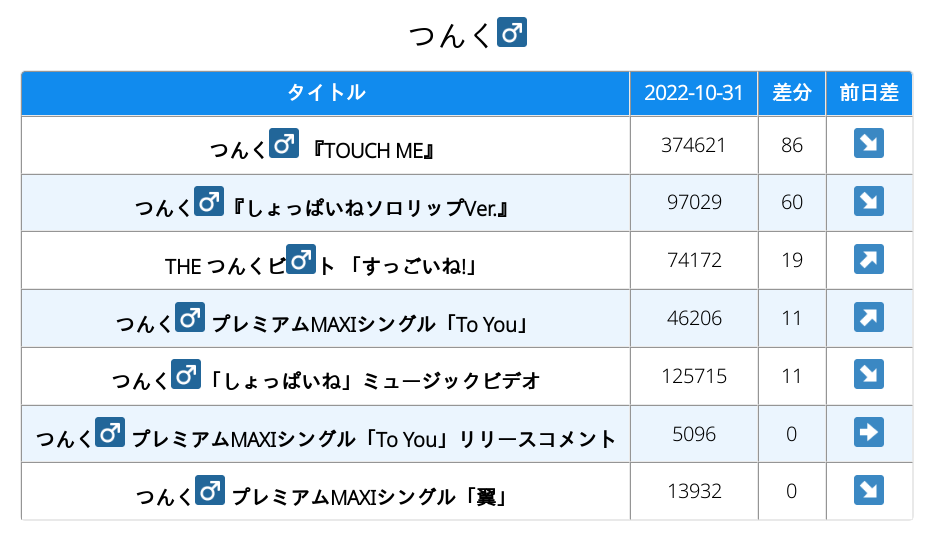 つんく♂
タイトル 2022-10-31 差分 前日差
つんく♂ 『TOUCH ME』 374621 86 ↘
つんく♂『しょっぱいねソロリップVer.』 97029 60 ↘
THE つんくビ♂ト 「すっごいね!」 74172 19 ↗
つんく♂ プレミアムMAXIシングル「To You」 46206 11 ↗
つんく♂「しょっぱいね」ミュージックビデオ 125715 11 ↘
つんく♂ プレミアムMAXIシングル「To You」リリースコメント 5096 0 ➡
つんく♂ プレミアムMAXIシングル「翼」 13932 0 ↘